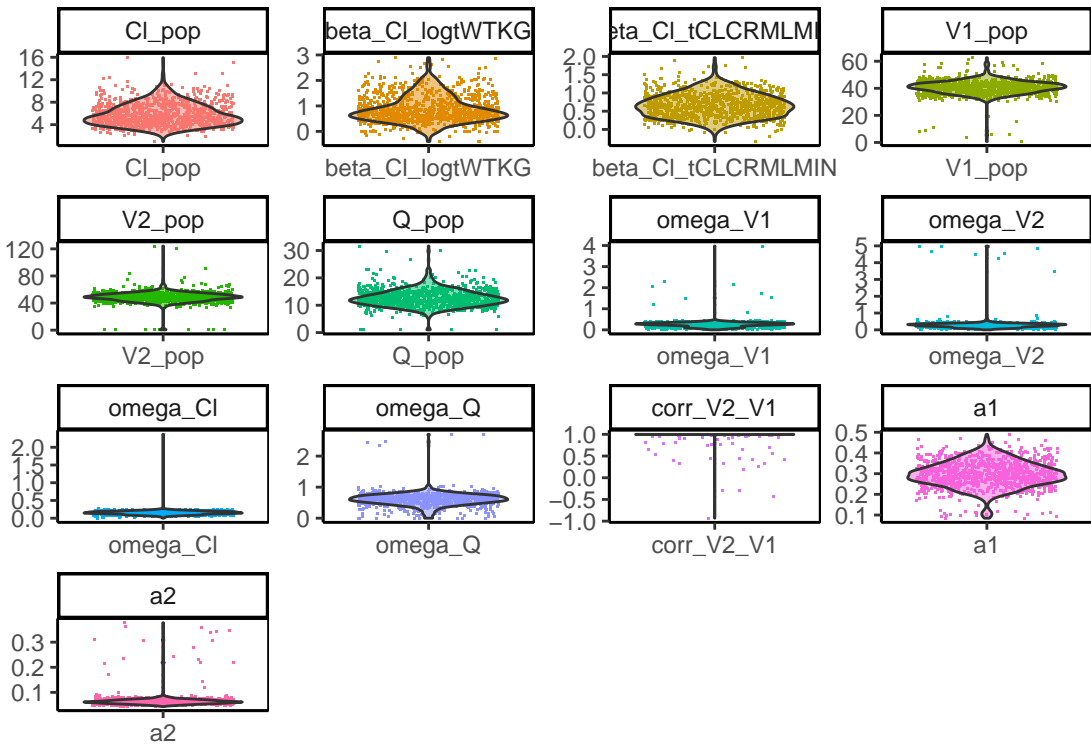 Cl_pop
beta_Cl_logtWTKG
eta_Cl_tCLCRMLMI
V1_pop
16
12
8
4
3
2
1
0
2.0
1.5
1.0
0.5
0.0
60
40
20
0
Cl_pop
beta_Cl_logtWTKG
beta_Cl_tCLCRMLMIN
V1_pop
V2_pop
Q_pop
omega_V1
omega_V2
120
80
40
0
30
20
10
0
4
3
2
1
0
5
4
3
2
1
0
V2_pop
Q_pop
omega_V1
omega_V2
omega_Cl
omega_Q
corr_V2_V1
a1
2.0
1.5
1.0
0.5
0.0
2
1
0
1.0
0.5
0.0
−0.5
−1.0
0.5
0.4
0.3
0.2
0.1
omega_Cl
omega_Q
corr_V2_V1
a1
a2
0.3
0.2
0.1
a2